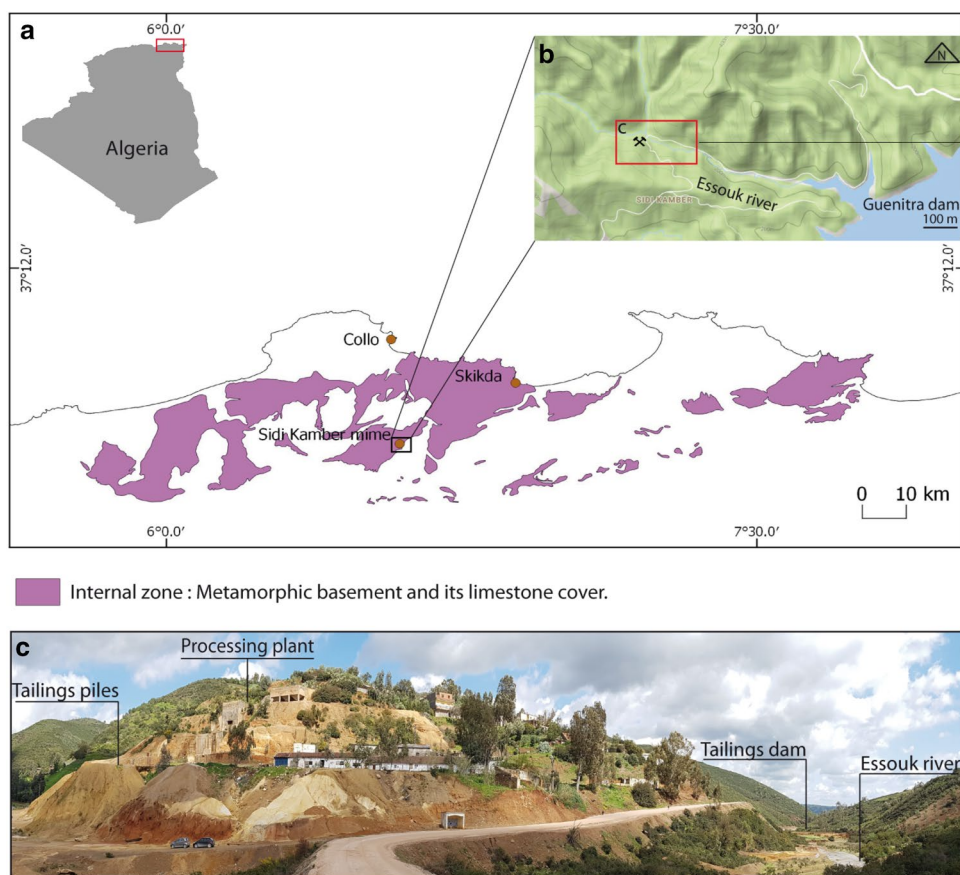 a
6°0.0'
7°30.0'
Algeria
b
N
C
Essouk river
SIDI KAMBER
Guenitra dam
100 m
37°12.0'
37°12.0'
Collo
Skikda
Sidi Kamber mime
0 10 km
6°0.0'
7°30.0'
Internal zone : Metamorphic basement and its limestone cover.
c
Processing plant
Tailings piles
Tailings dam
Essouk river